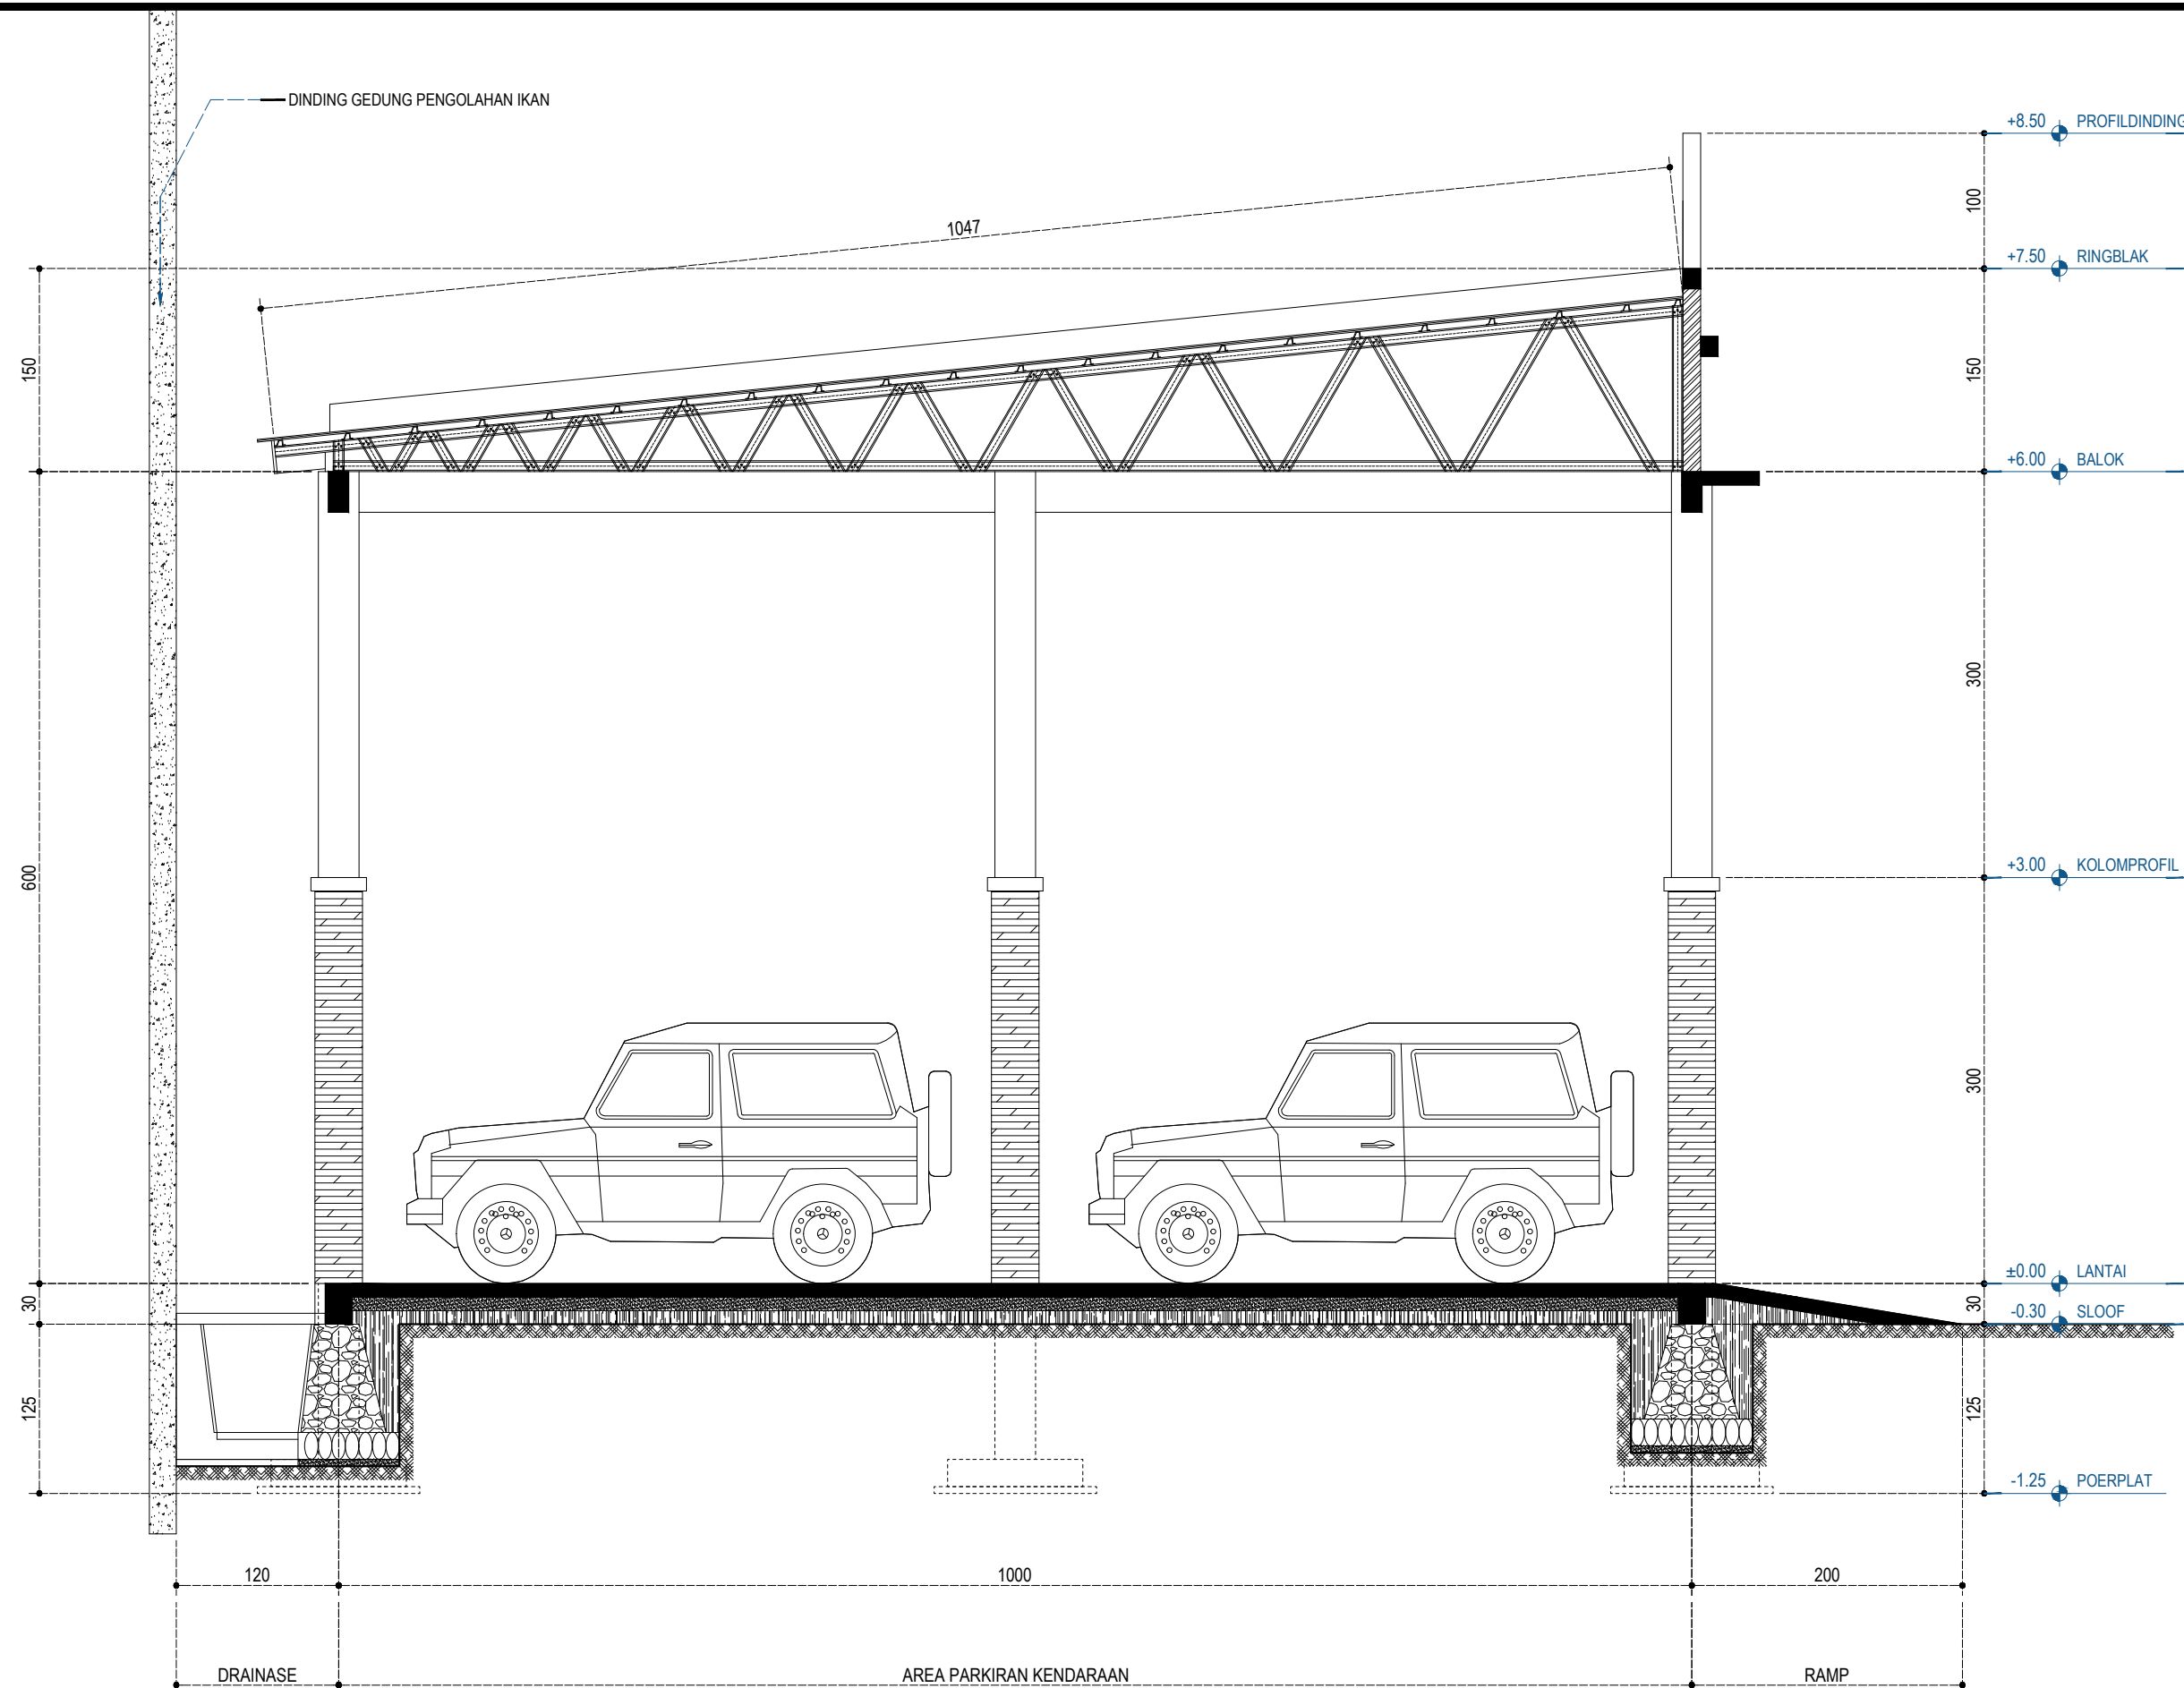 DINDING GEDUNG PENGOLAHAN IKAN
+8.50 PROFILDINDING
100
1047
+7.50 RINGBLAK
150
150
+6.00 BALOK
300
600
+3.00 KOLOMPROFIL
300
±0.00 LANTAI
30
30
-0.30 SLOOF
125
125
-1.25 POERPLAT
120
1000
200
DRAINASE
AREA PARKIRAN KENDARAAN
RAMP